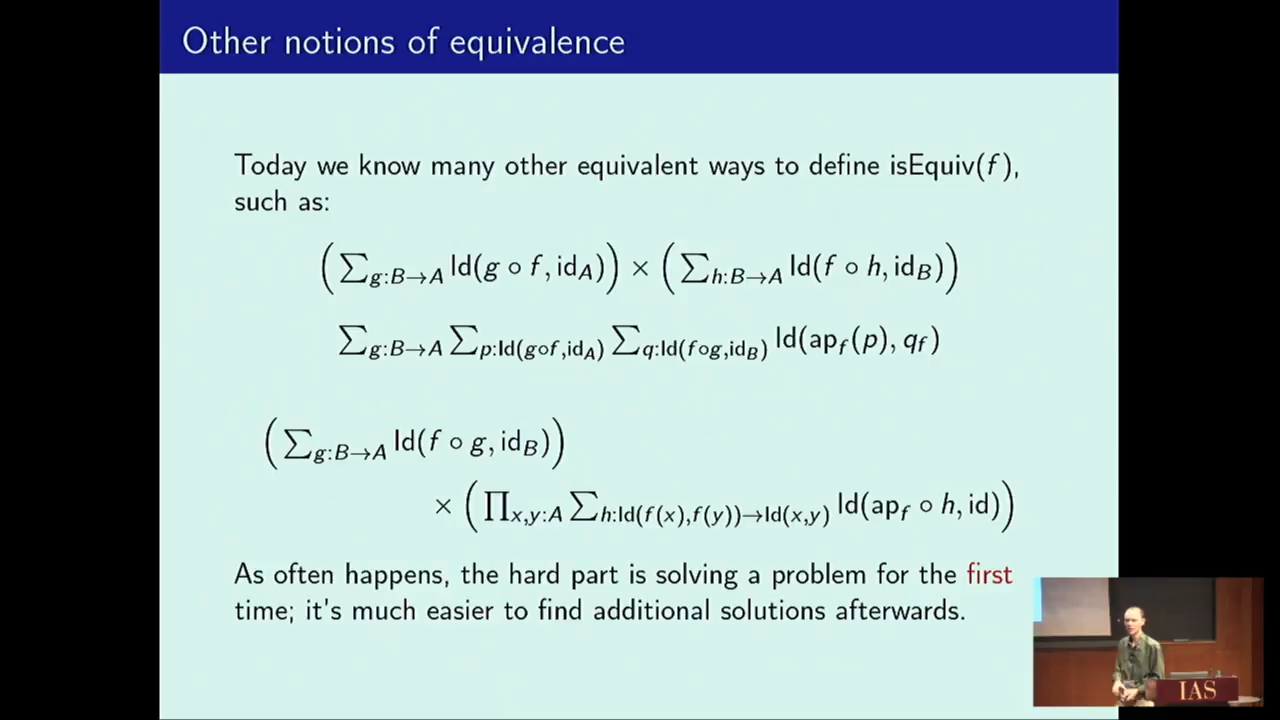 Other notions of equivalence
Today we know many other equivalent ways to define isEquiv(f),
such as:
(∑_{g:B→A} Id(g ∘ f, id_A)) × (∑_{h:B→A} Id(f ∘ h, id_B))
∑_{g:B→A} ∑_{p:Id(g∘f,id_A)} ∑_{q:Id(f∘g,id_B)} Id(ap_f(p), q_f)
(∑_{g:B→A} Id(f ∘ g, id_B))
× (∏_{x,y:A} ∑_{h:Id(f(x),f(y))→Id(x,y)} Id(ap_f ∘ h, id))
As often happens, the hard part is solving a problem for the first
time; it's much easier to find additional solutions afterwards.
IAS